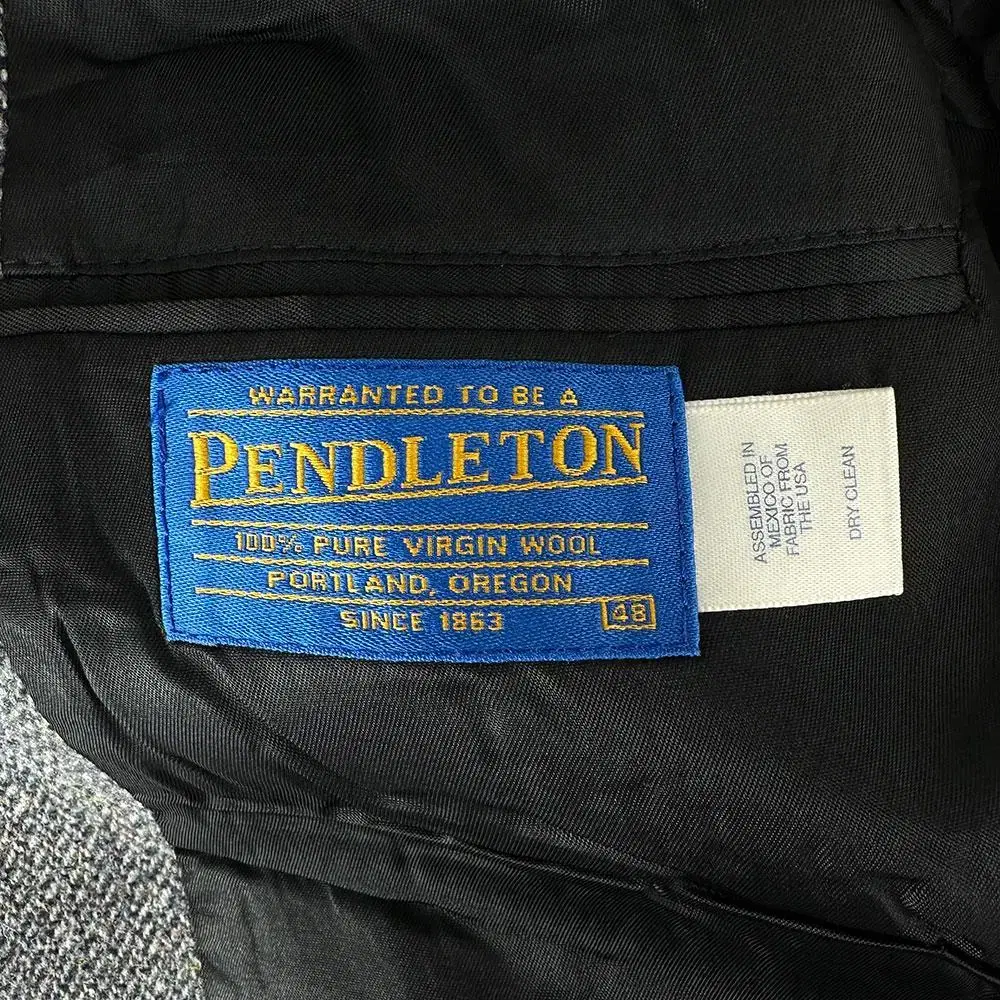 WARRANTED TO BE A
PENDLETON
100% PURE VIRGIN WOOL
PORTLAND, OREGON
SINCE 1863
48
ASSEMBLED IN
MEXICO OF
FABRIC FROM
THE USA
DRY CLEAN